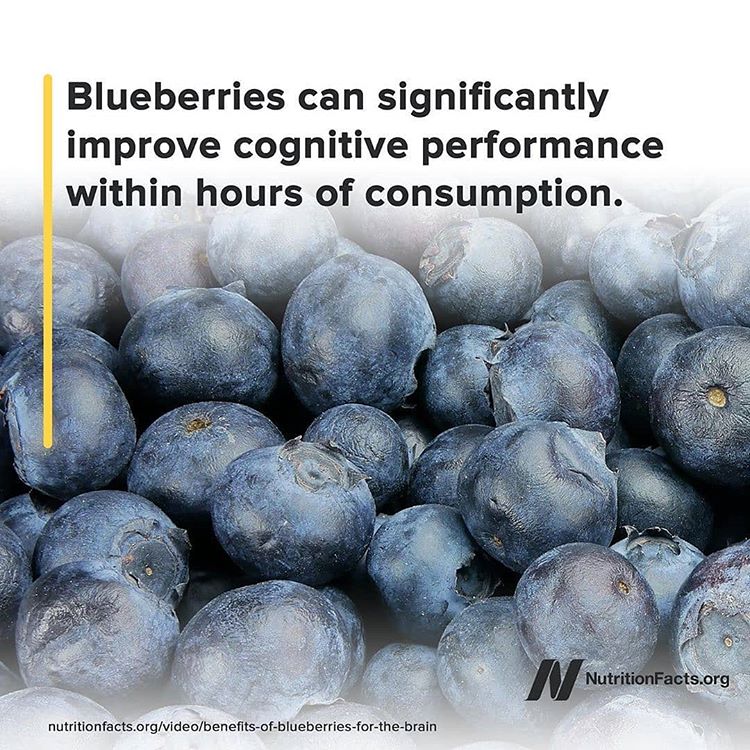 Blueberries can significantly
improve cognitive performance
within hours of consumption.
NutritionFacts.org
nutritionfacts.org/video/benefits-of-blueberries-for-the-brain